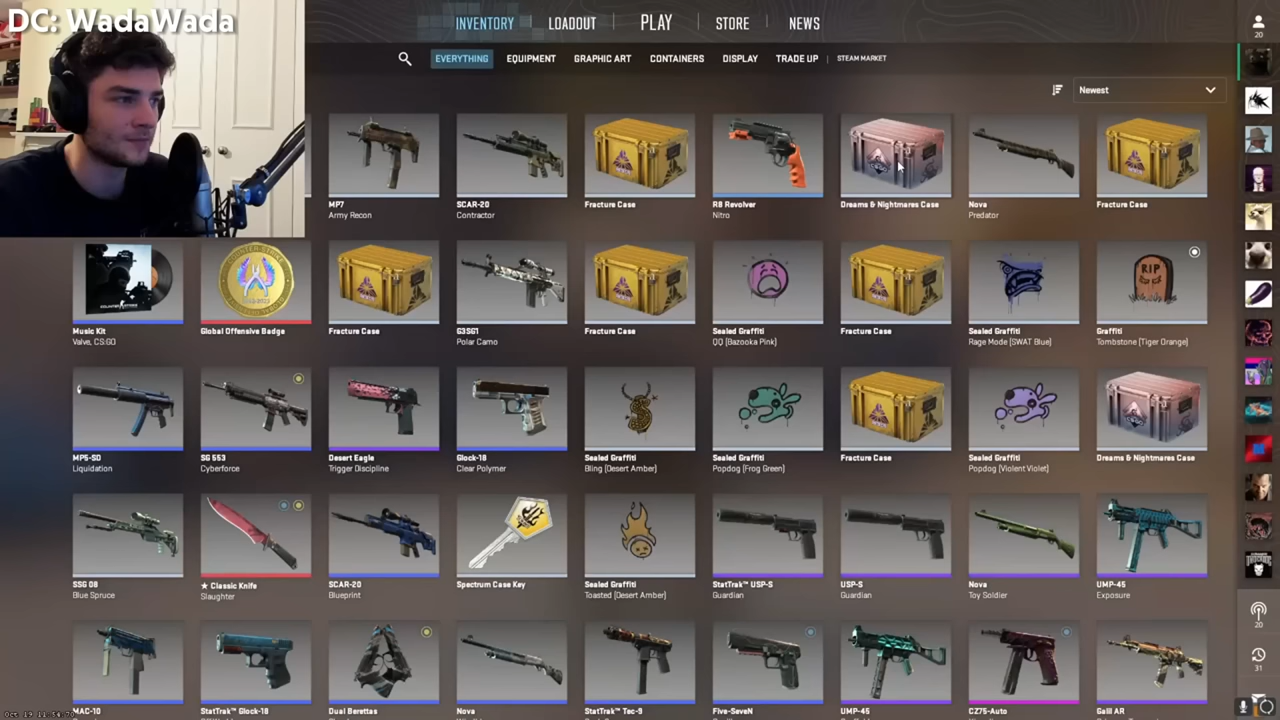 DC: WadaWada
INVENTORY
LOADOUT
PLAY
STORE
NEWS
20
EVERYTHING
EQUIPMENT
GRAPHIC ART
CONTAINERS
DISPLAY
TRADE UP
STEAM MARKET
Newest
MP7
Army Recon
SCAR-20
Contractor
Fracture Case
R8 Revolver
Nitro
Dreams & Nightmares Case
Nova
Predator
Fracture Case
Music Kit
Valve, CS:GO
Global Offensive Badge
Fracture Case
G3SG1
Polar Camo
Fracture Case
Sealed Graffiti
QQ (Bazooka Pink)
Fracture Case
Sealed Graffiti
Rage Mode (SWAT Blue)
RIP
Graffiti
Tombstone (Tiger Orange)
MP5-SD
Liquidation
SG 553
Cyberforce
Desert Eagle
Trigger Discipline
Glock-18
Clear Polymer
Sealed Graffiti
Bling (Desert Amber)
Sealed Graffiti
Popdog (Frog Green)
Fracture Case
Sealed Graffiti
Popdog (Violent Violet)
Dreams & Nightmares Case
SSG 08
Blue Spruce
★ Classic Knife
Slaughter
SCAR-20
Blueprint
Spectrum Case Key
Sealed Graffiti
Toasted (Desert Amber)
StatTrak™ USP-S
Guardian
USP-S
Guardian
Nova
Toy Soldier
UMP-45
Exposure
20
31
MAC-10
StatTrak™ Glock-18
Dual Berettas
Nova
StatTrak™ Tec-9
Five-SeveN
UMP-45
CZ75-Auto
Galil AR